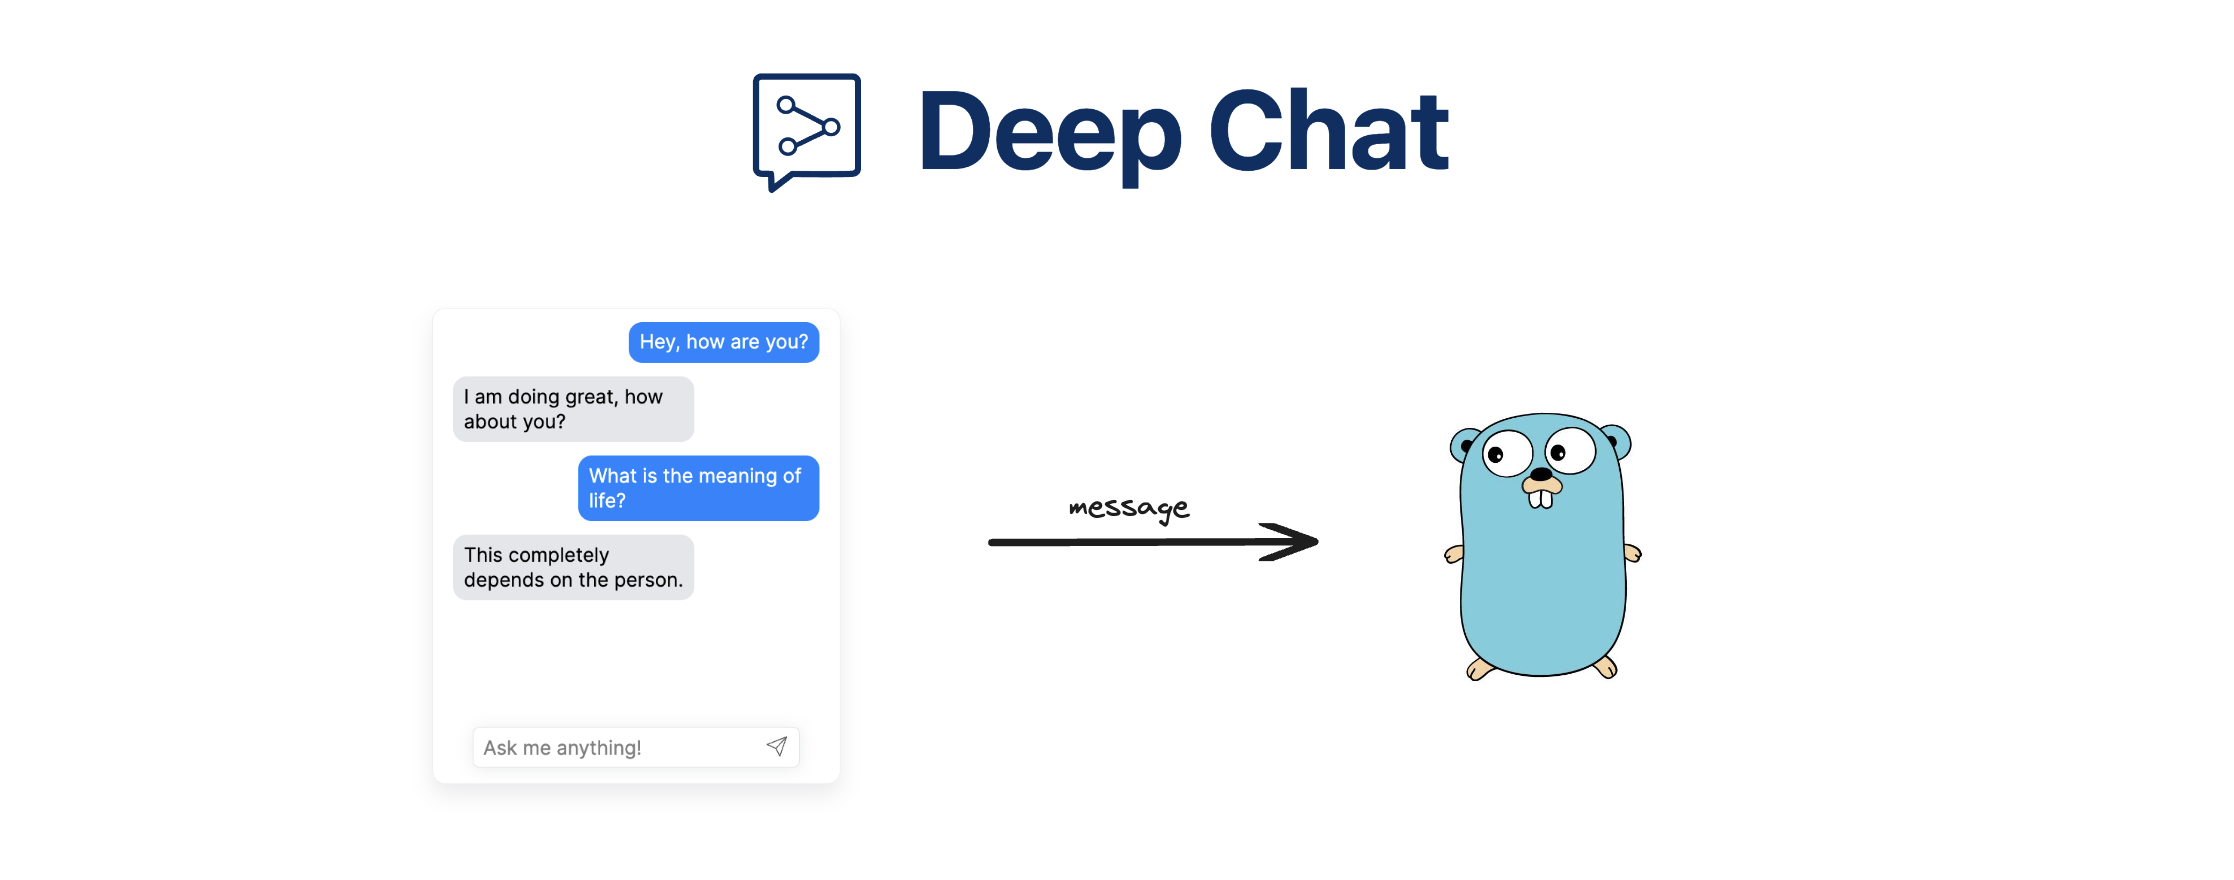 Deep Chat
Hey, how are you?
I am doing great, how
about you?
What is the meaning of
life?
This completely
depends on the person.
Ask me anything!
message